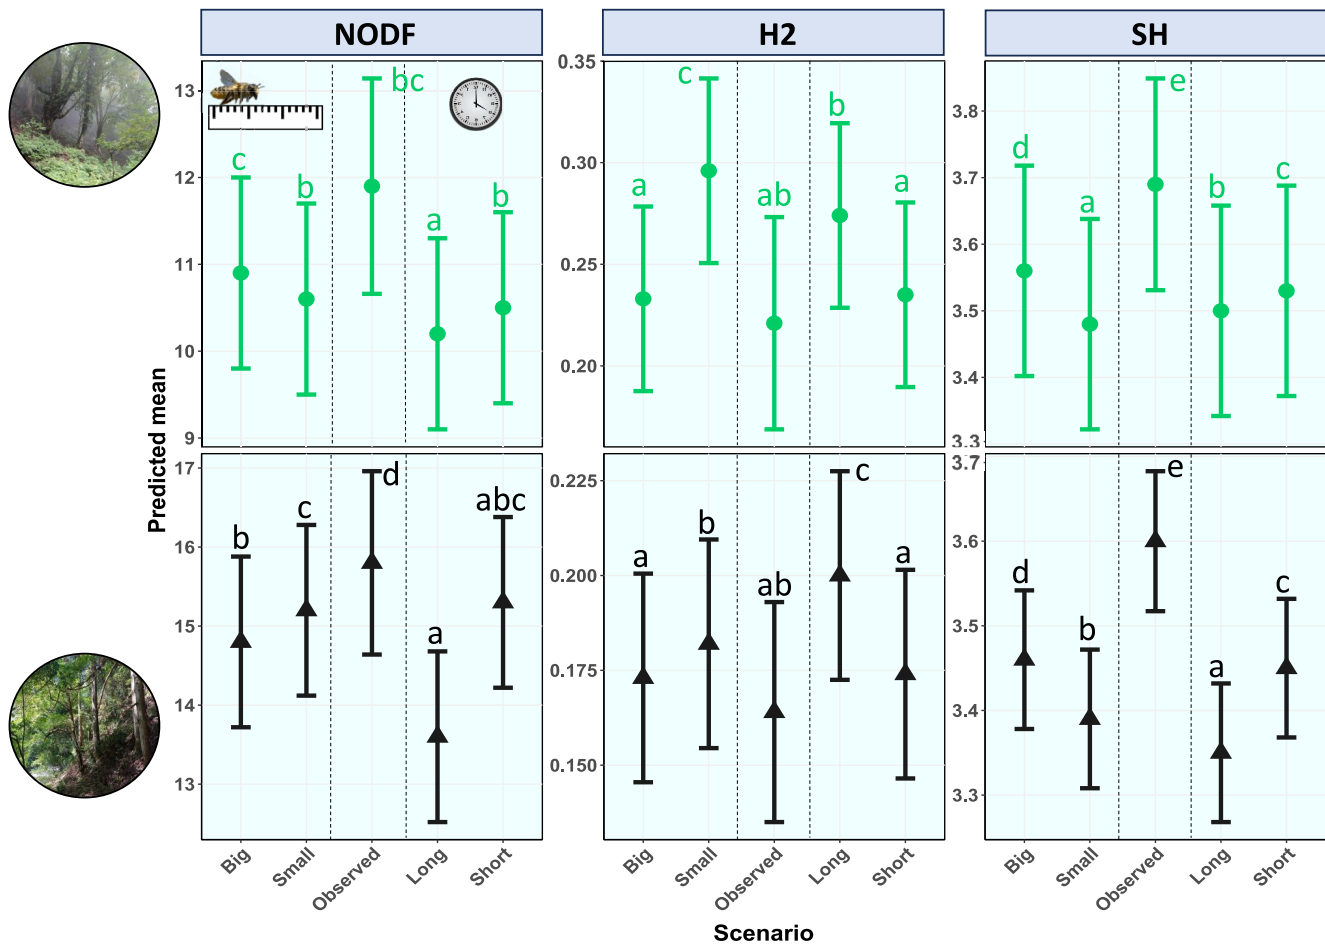 NODF
H2
SH
Predicted mean
13
12
11
10
9
c
b
bc
a
b
0.35
0.30
0.25
0.20
a
c
ab
b
a
3.8
3.7
3.6
3.5
3.4
3.3
d
a
e
b
c
17
16
15
14
13
b
c
d
a
abc
0.225
0.200
0.175
0.150
a
b
ab
c
a
3.7
3.6
3.5
3.4
3.3
d
b
e
a
c
Big
Small
Observed
Long
Short
Big
Small
Observed
Long
Short
Big
Small
Observed
Long
Short
Scenario